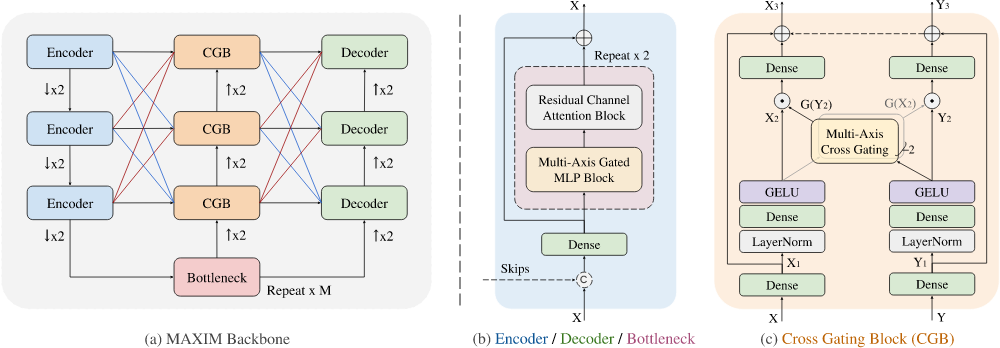 Encoder
CGB
Decoder
↓x2
↑x2
↑x2
Encoder
CGB
Decoder
↓x2
↑x2
↑x2
Encoder
CGB
Decoder
↓x2
↑x2
↑x2
Bottleneck
Repeat x M
(a) MAXIM Backbone
X
Repeat x 2
Residual Channel
Attention Block
Multi-Axis Gated
MLP Block
Dense
Skips
C
X
(b) Encoder / Decoder / Bottleneck
X3
Y3
Dense
Dense
G(Y2)
G(X2)
X2
Y2
Multi-Axis
Cross Gating
2
GELU
GELU
Dense
Dense
LayerNorm
LayerNorm
X1
Y1
Dense
Dense
X
Y
(c) Cross Gating Block (CGB)